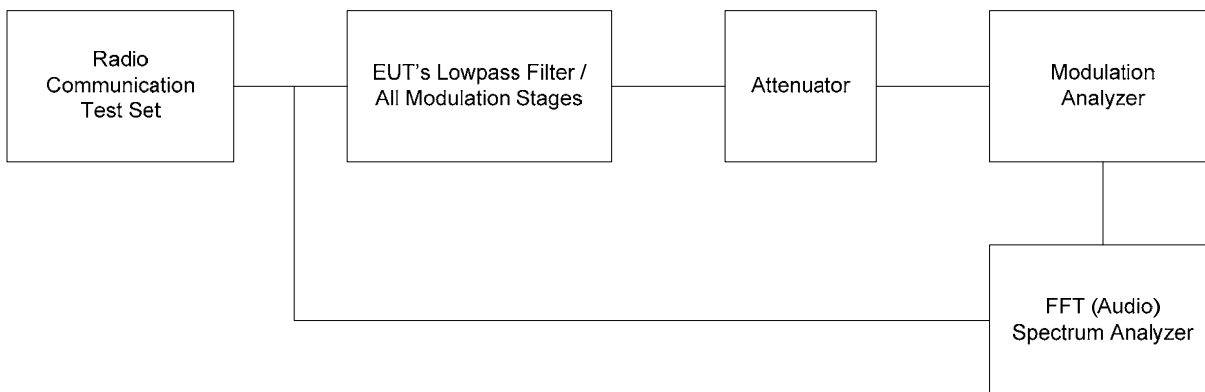 Radio
Communication
Test Set
EUT's Lowpass Filter /
All Modulation Stages
Attenuator
Modulation
Analyzer
FFT (Audio)
Spectrum Analyzer